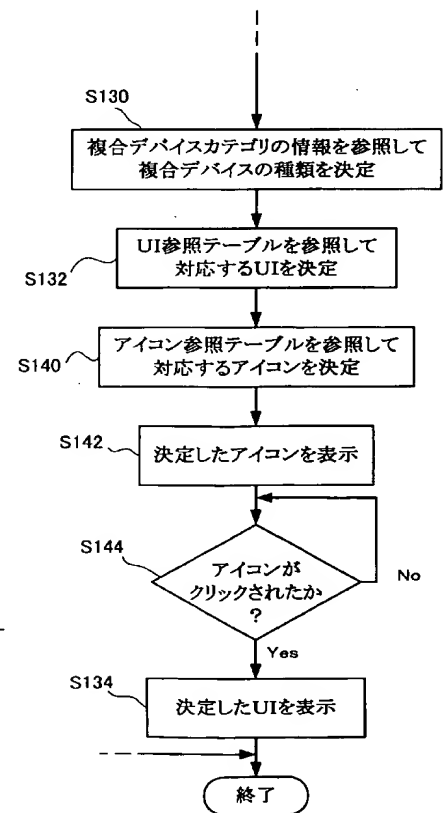 S130
複合デバイスカテゴリの情報を参照して
複合デバイスの種類を決定
UI参照テーブルを参照して
対応するUIを決定
S132
アイコン参照テーブルを参照して
対応するアイコンを決定
S140
S142
決定したアイコンを表示
S144
アイコンが
クリックされたか
?
No
Yes
S134
決定したUIを表示
終了